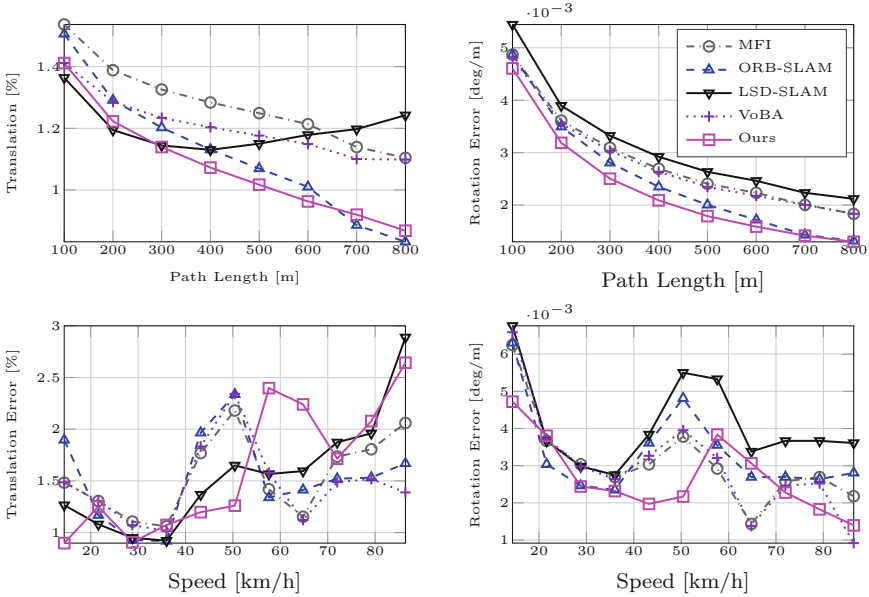 1.4
1.2
1
Translation [%]
100 200 300 400 500 600 700 800
Path Length [m]
·10⁻³
5
4
3
2
Rotation Error [deg/m]
MFI
ORB-SLAM
LSD-SLAM
VoBA
Ours
100 200 300 400 500 600 700 800
Path Length [m]
3
2.5
2
1.5
1
Translation Error [%]
20 30 40 50 60 70 80
Speed [km/h]
·10⁻³
6
5
4
3
2
1
Rotation Error [deg/m]
20 30 40 50 60 70 80
Speed [km/h]